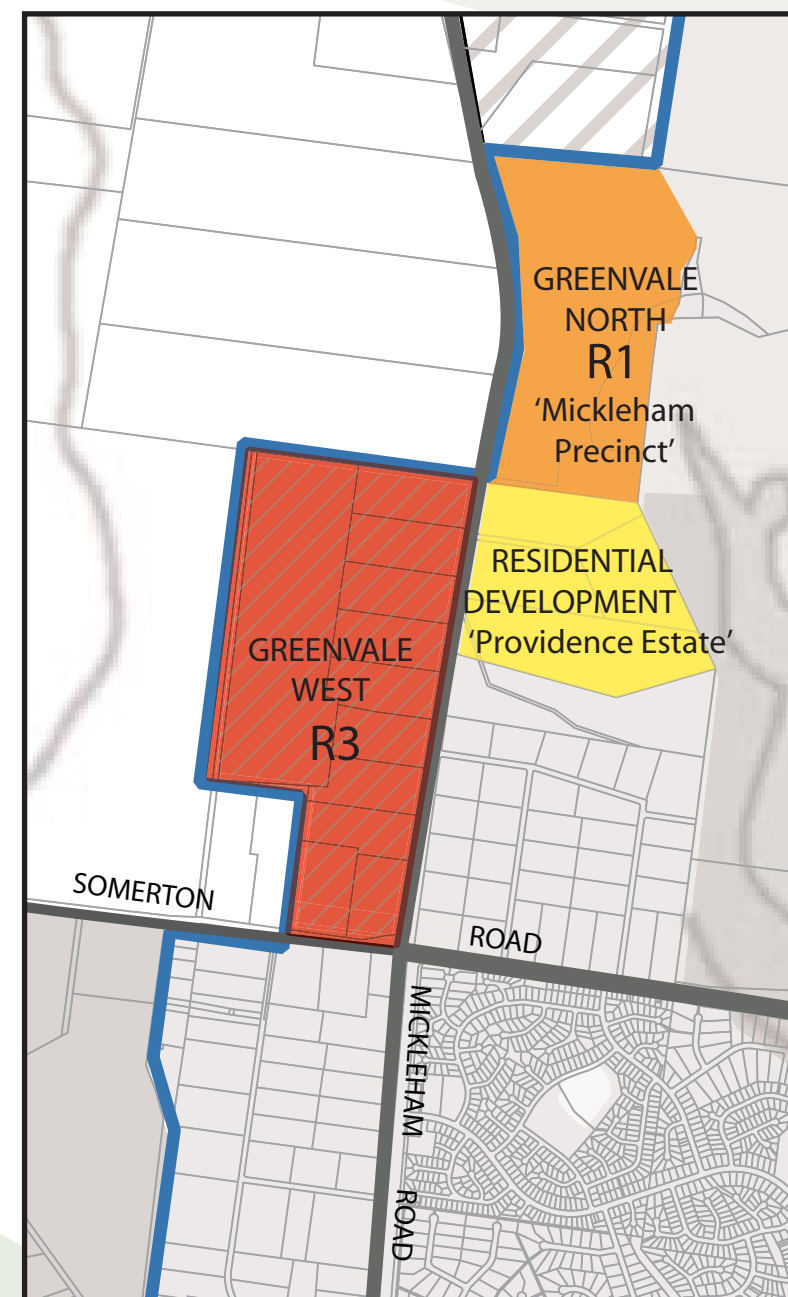 GREENVALE
NORTH
R1
‘Mickleham
Precinct’
RESIDENTIAL
DEVELOPMENT
‘Providence Estate’
GREENVALE
WEST
R3
SOMERTON
ROAD
MICKLEHAM
ROAD